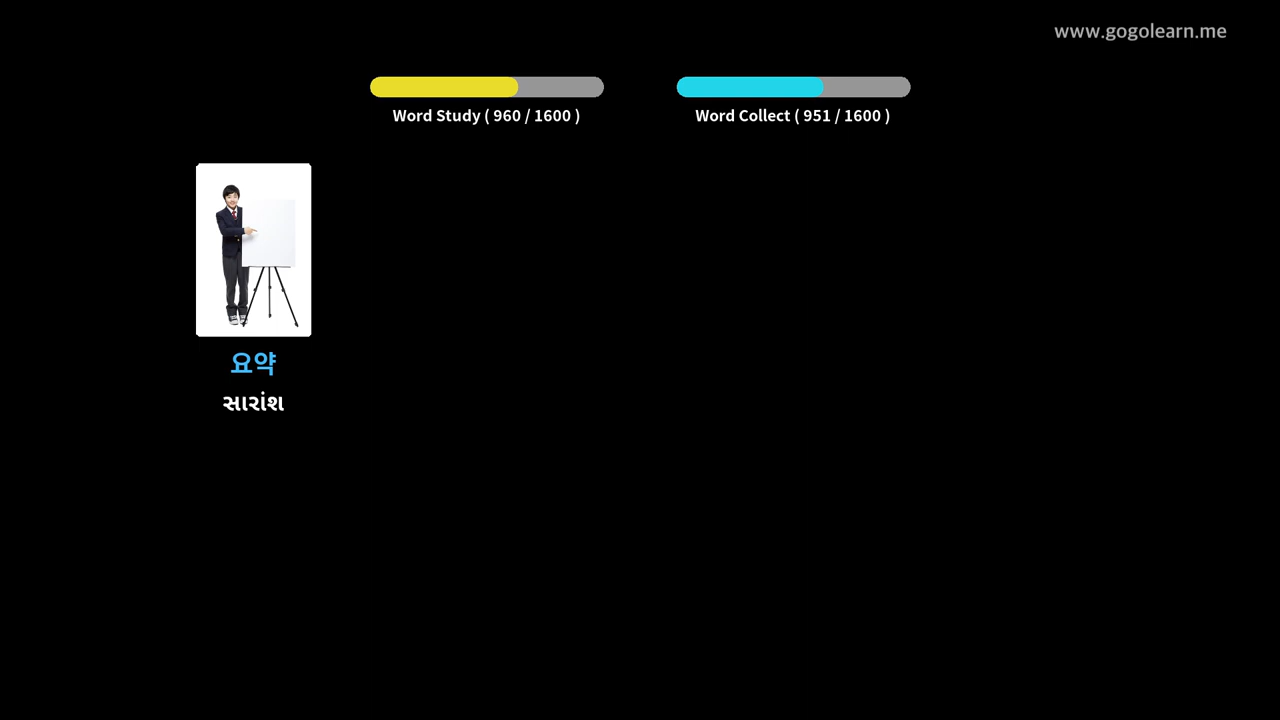 www.gogolearn.me
Word Study ( 960 / 1600 )
Word Collect ( 951 / 1600 )
요약
સારાંશ